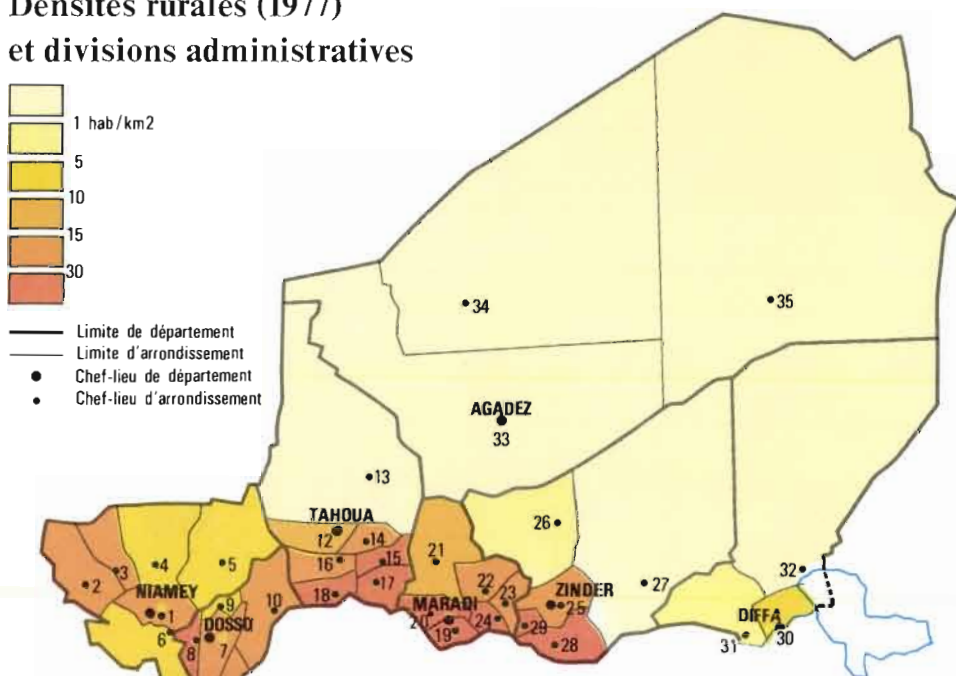 Densités rurales (1977)
et divisions administratives
1 hab/km2
5
10
15
30
Limite de département
Limite d'arrondissement
Chef-lieu de département
Chef-lieu d'arrondissement
34
35
AGADEZ
33
13
TAHOUA
12
14
16
15
17
18
21
26
27
32
2
3
4
5
NIAMEY
1
6
9
10
DOSSO
8
7
22
23
MARADI
20
19
24
ZINDER
25
29
28
DIFFA
30
31